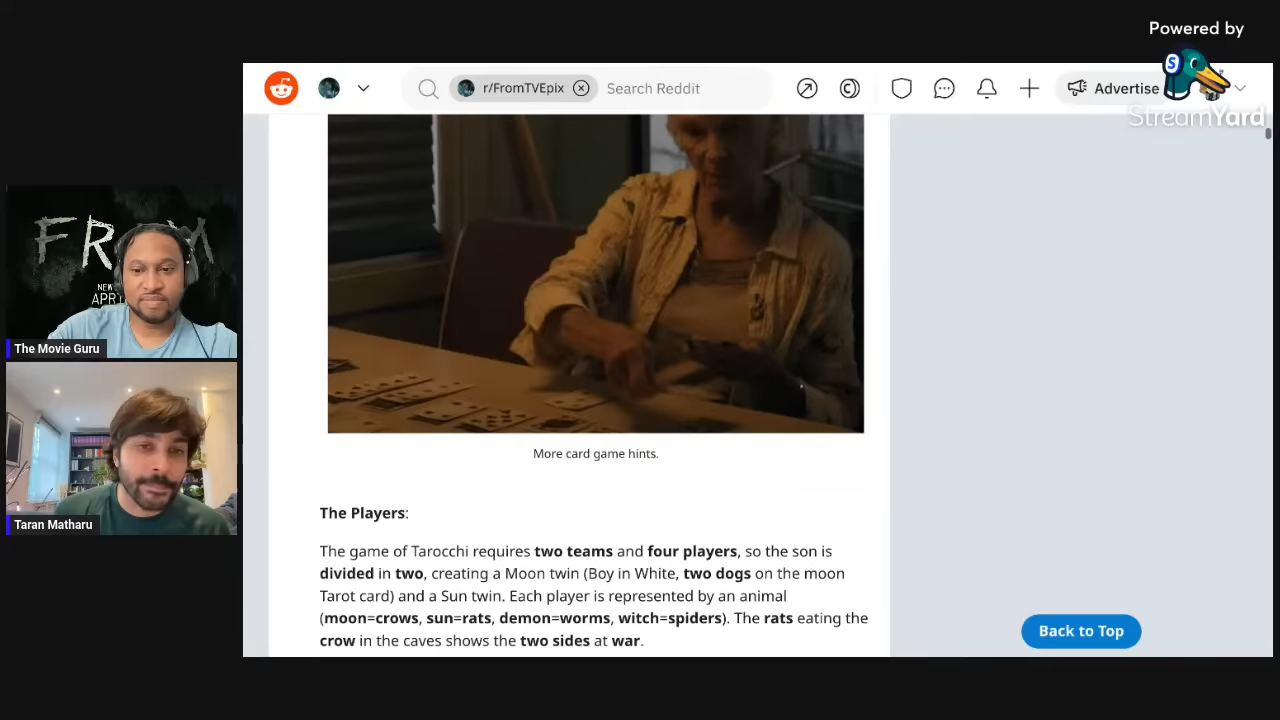 Powered by
StreamYard
r/FromTVEpix
Search Reddit
Advertise
FROM
NEW
APRI
The Movie Guru
Taran Matharu
More card game hints.
The Players:
The game of Tarocchi requires two teams and four players, so the son is
divided in two, creating a Moon twin (Boy in White, two dogs on the moon
Tarot card) and a Sun twin. Each player is represented by an animal
(moon=crows, sun=rats, demon=worms, witch=spiders). The rats eating the
crow in the caves shows the two sides at war.
Back to Top